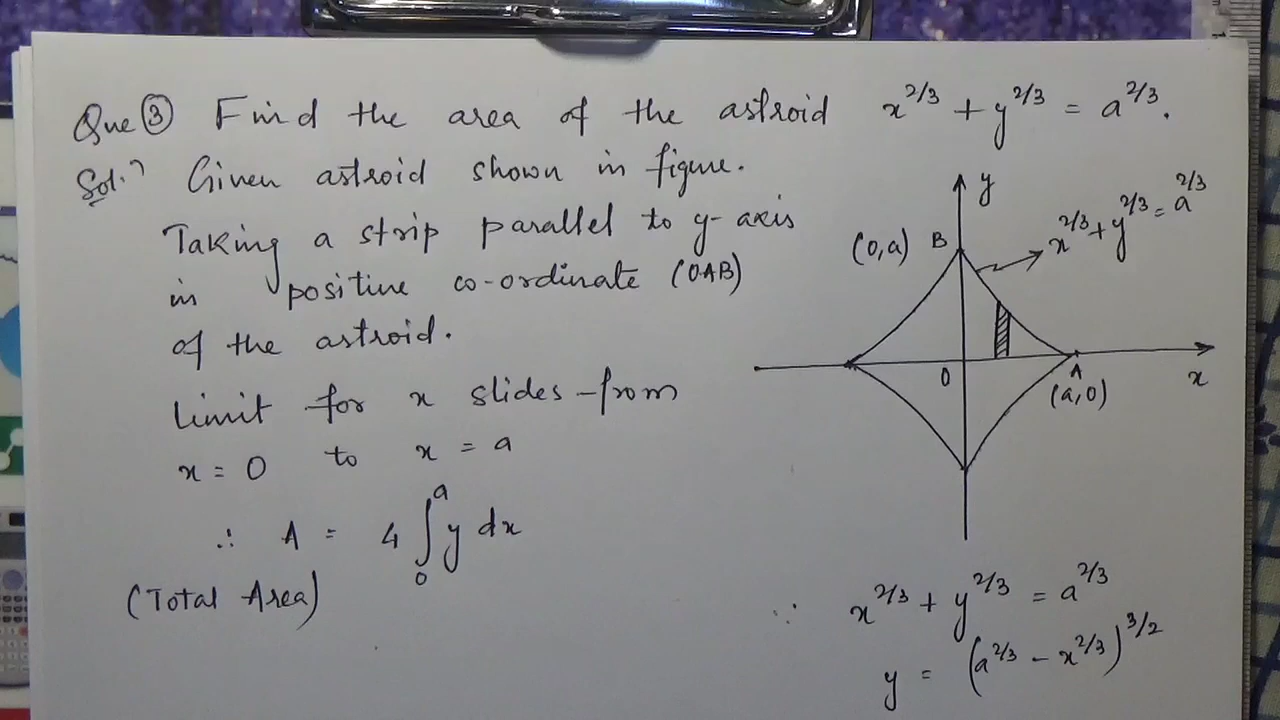 Que ③ Find the area of the astroid x^{2/3} + y^{2/3} = a^{2/3}.
Sol.ⁿ Given astroid shown in figure.
Taking a strip parallel to y-axis
in positive co-ordinate (OAB)
of the astroid.
Limit for x slides from
x = 0 to x = a
∴ A = 4 ∫₀ᵃ y dx
(Total Area)
y
x^{2/3} + y^{2/3} = a^{2/3}
(0,a) B
O
A
(a,0)
x
∵ x^{2/3} + y^{2/3} = a^{2/3}
y = (a^{2/3} - x^{2/3})^{3/2}